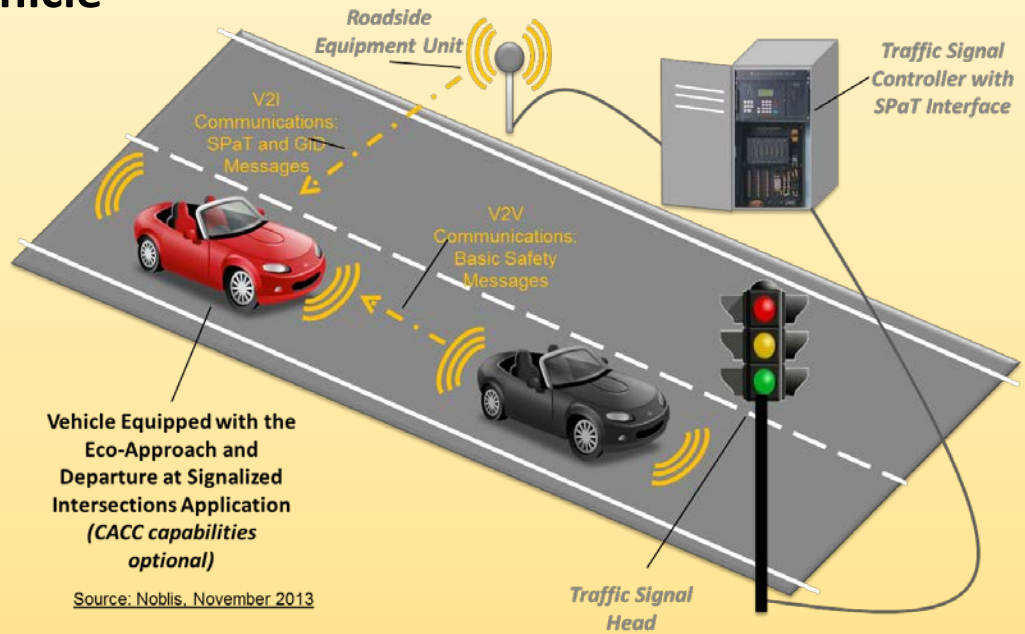 Roadside
Equipment Unit
Traffic Signal
Controller with
SPaT Interface
V2I
Communications:
SPaT and GID
Messages
V2V
Communications:
Basic Safety
Messages
Vehicle Equipped with the
Eco-Approach and
Departure at Signalized
Intersections Application
(CACC capabilities
optional)
Source: Noblis, November 2013
Traffic Signal
Head